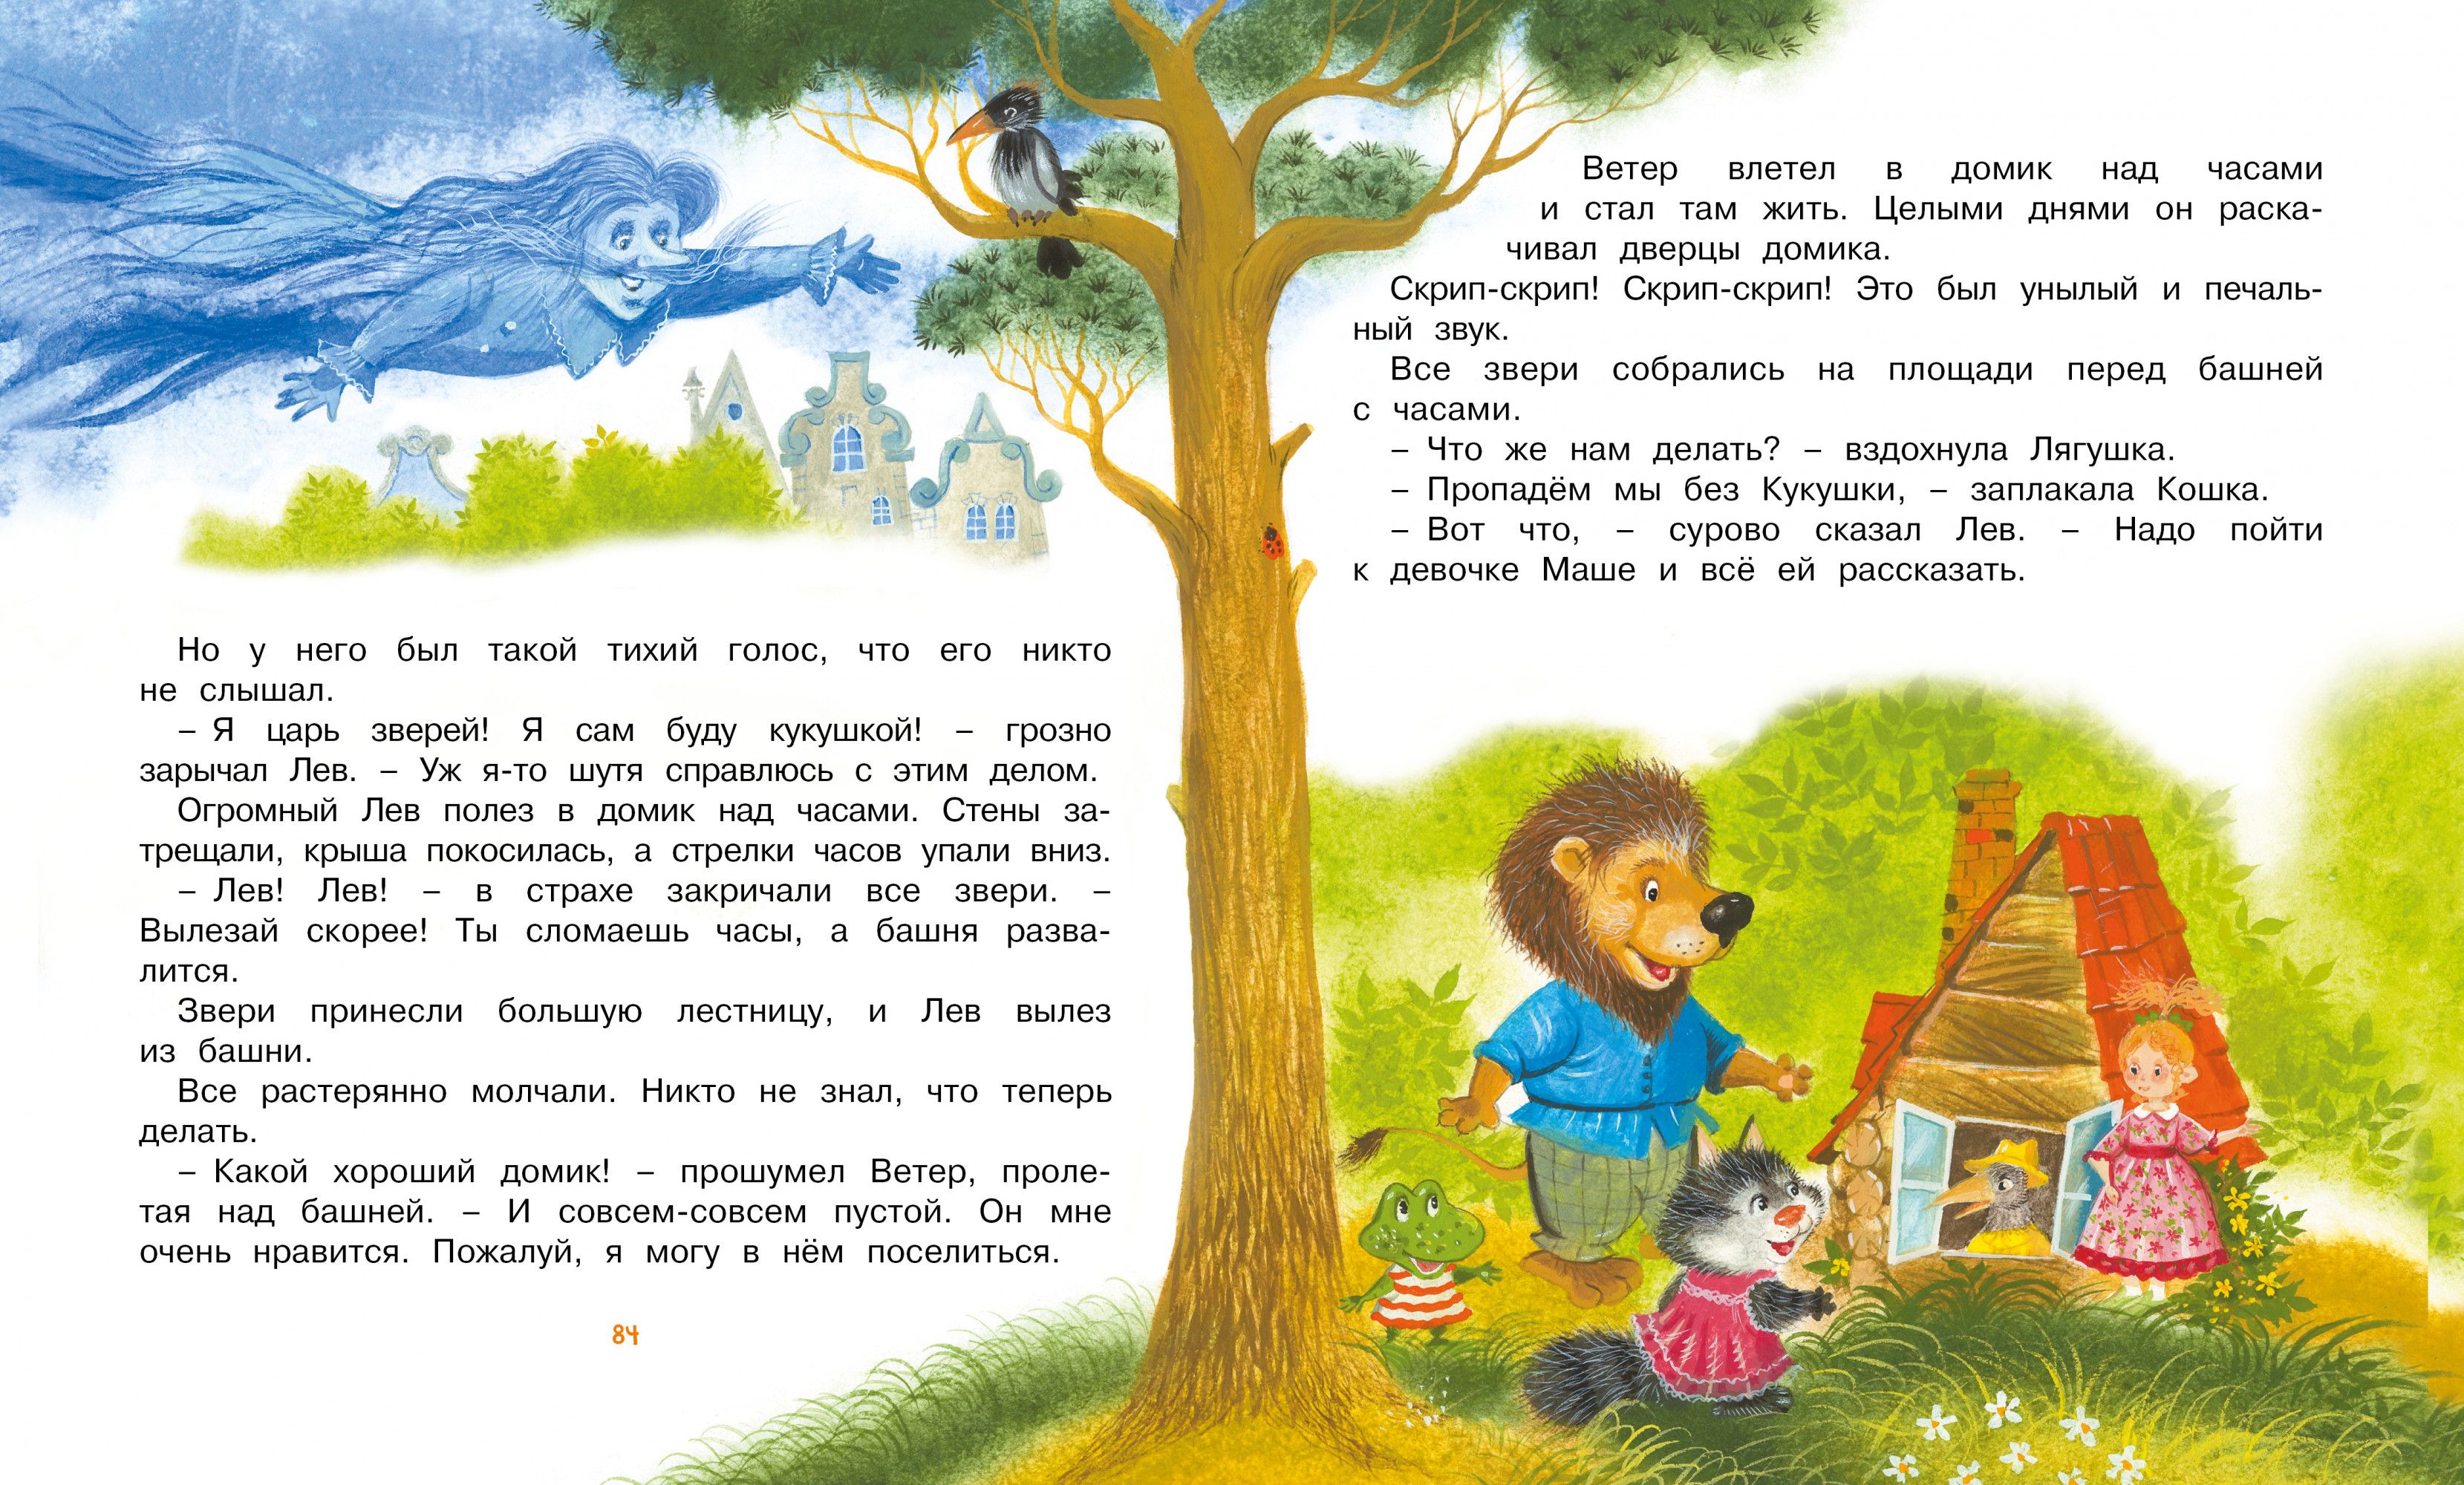 Но у него был такой тихий голос, что его никто
не слышал.
– Я царь зверей! Я сам буду кукушкой! – грозно
зарычал Лев. – Уж я-то шутя справлюсь с этим делом.
Огромный Лев полез в домик над часами. Стены за-
трещали, крыша покосилась, а стрелки часов упали вниз.
– Лев! Лев! – в страхе закричали все звери. –
Вылезай скорее! Ты сломаешь часы, а башня разва-
лится.
Звери принесли большую лестницу, и Лев вылез
из башни.
Все растерянно молчали. Никто не знал, что теперь
делать.
– Какой хороший домик! – прошумел Ветер, проле-
тая над башней. – И совсем-совсем пустой. Он мне
очень нравится. Пожалуй, я могу в нём поселиться.
84
Ветер влетел в домик над часами
и стал там жить. Целыми днями он раска-
чивал дверцы домика.
Скрип-скрип! Скрип-скрип! Это был унылый и печаль-
ный звук.
Все звери собрались на площади перед башней
с часами.
– Что же нам делать? – вздохнула Лягушка.
– Пропадём мы без Кукушки, – заплакала Кошка.
– Вот что, – сурово сказал Лев. – Надо пойти
к девочке Маше и всё ей рассказать.